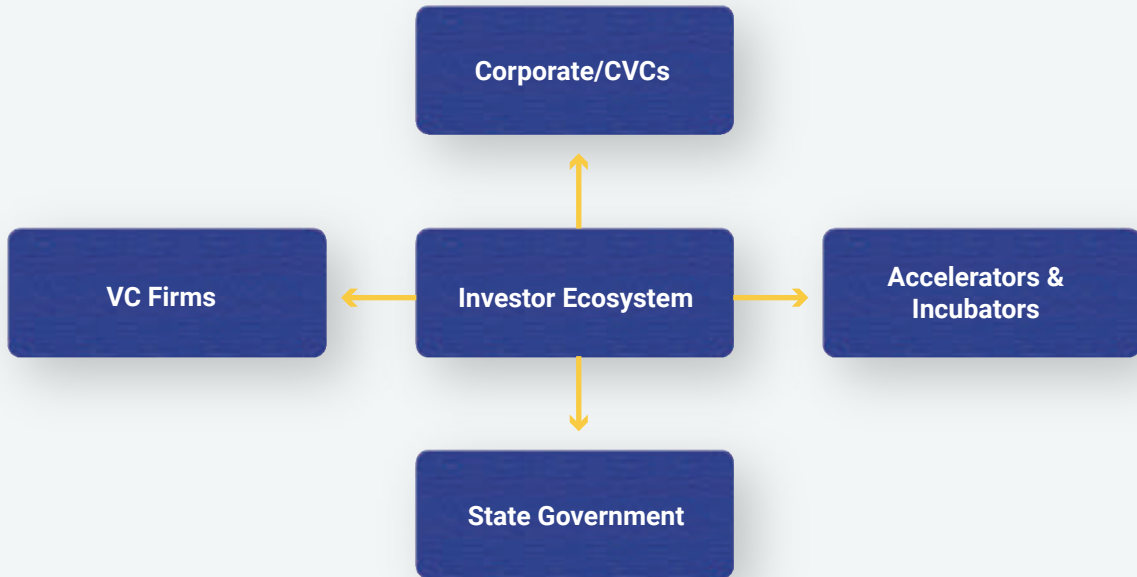 Corporate/CVCs
VC Firms
Investor Ecosystem
Accelerators &
Incubators
State Government